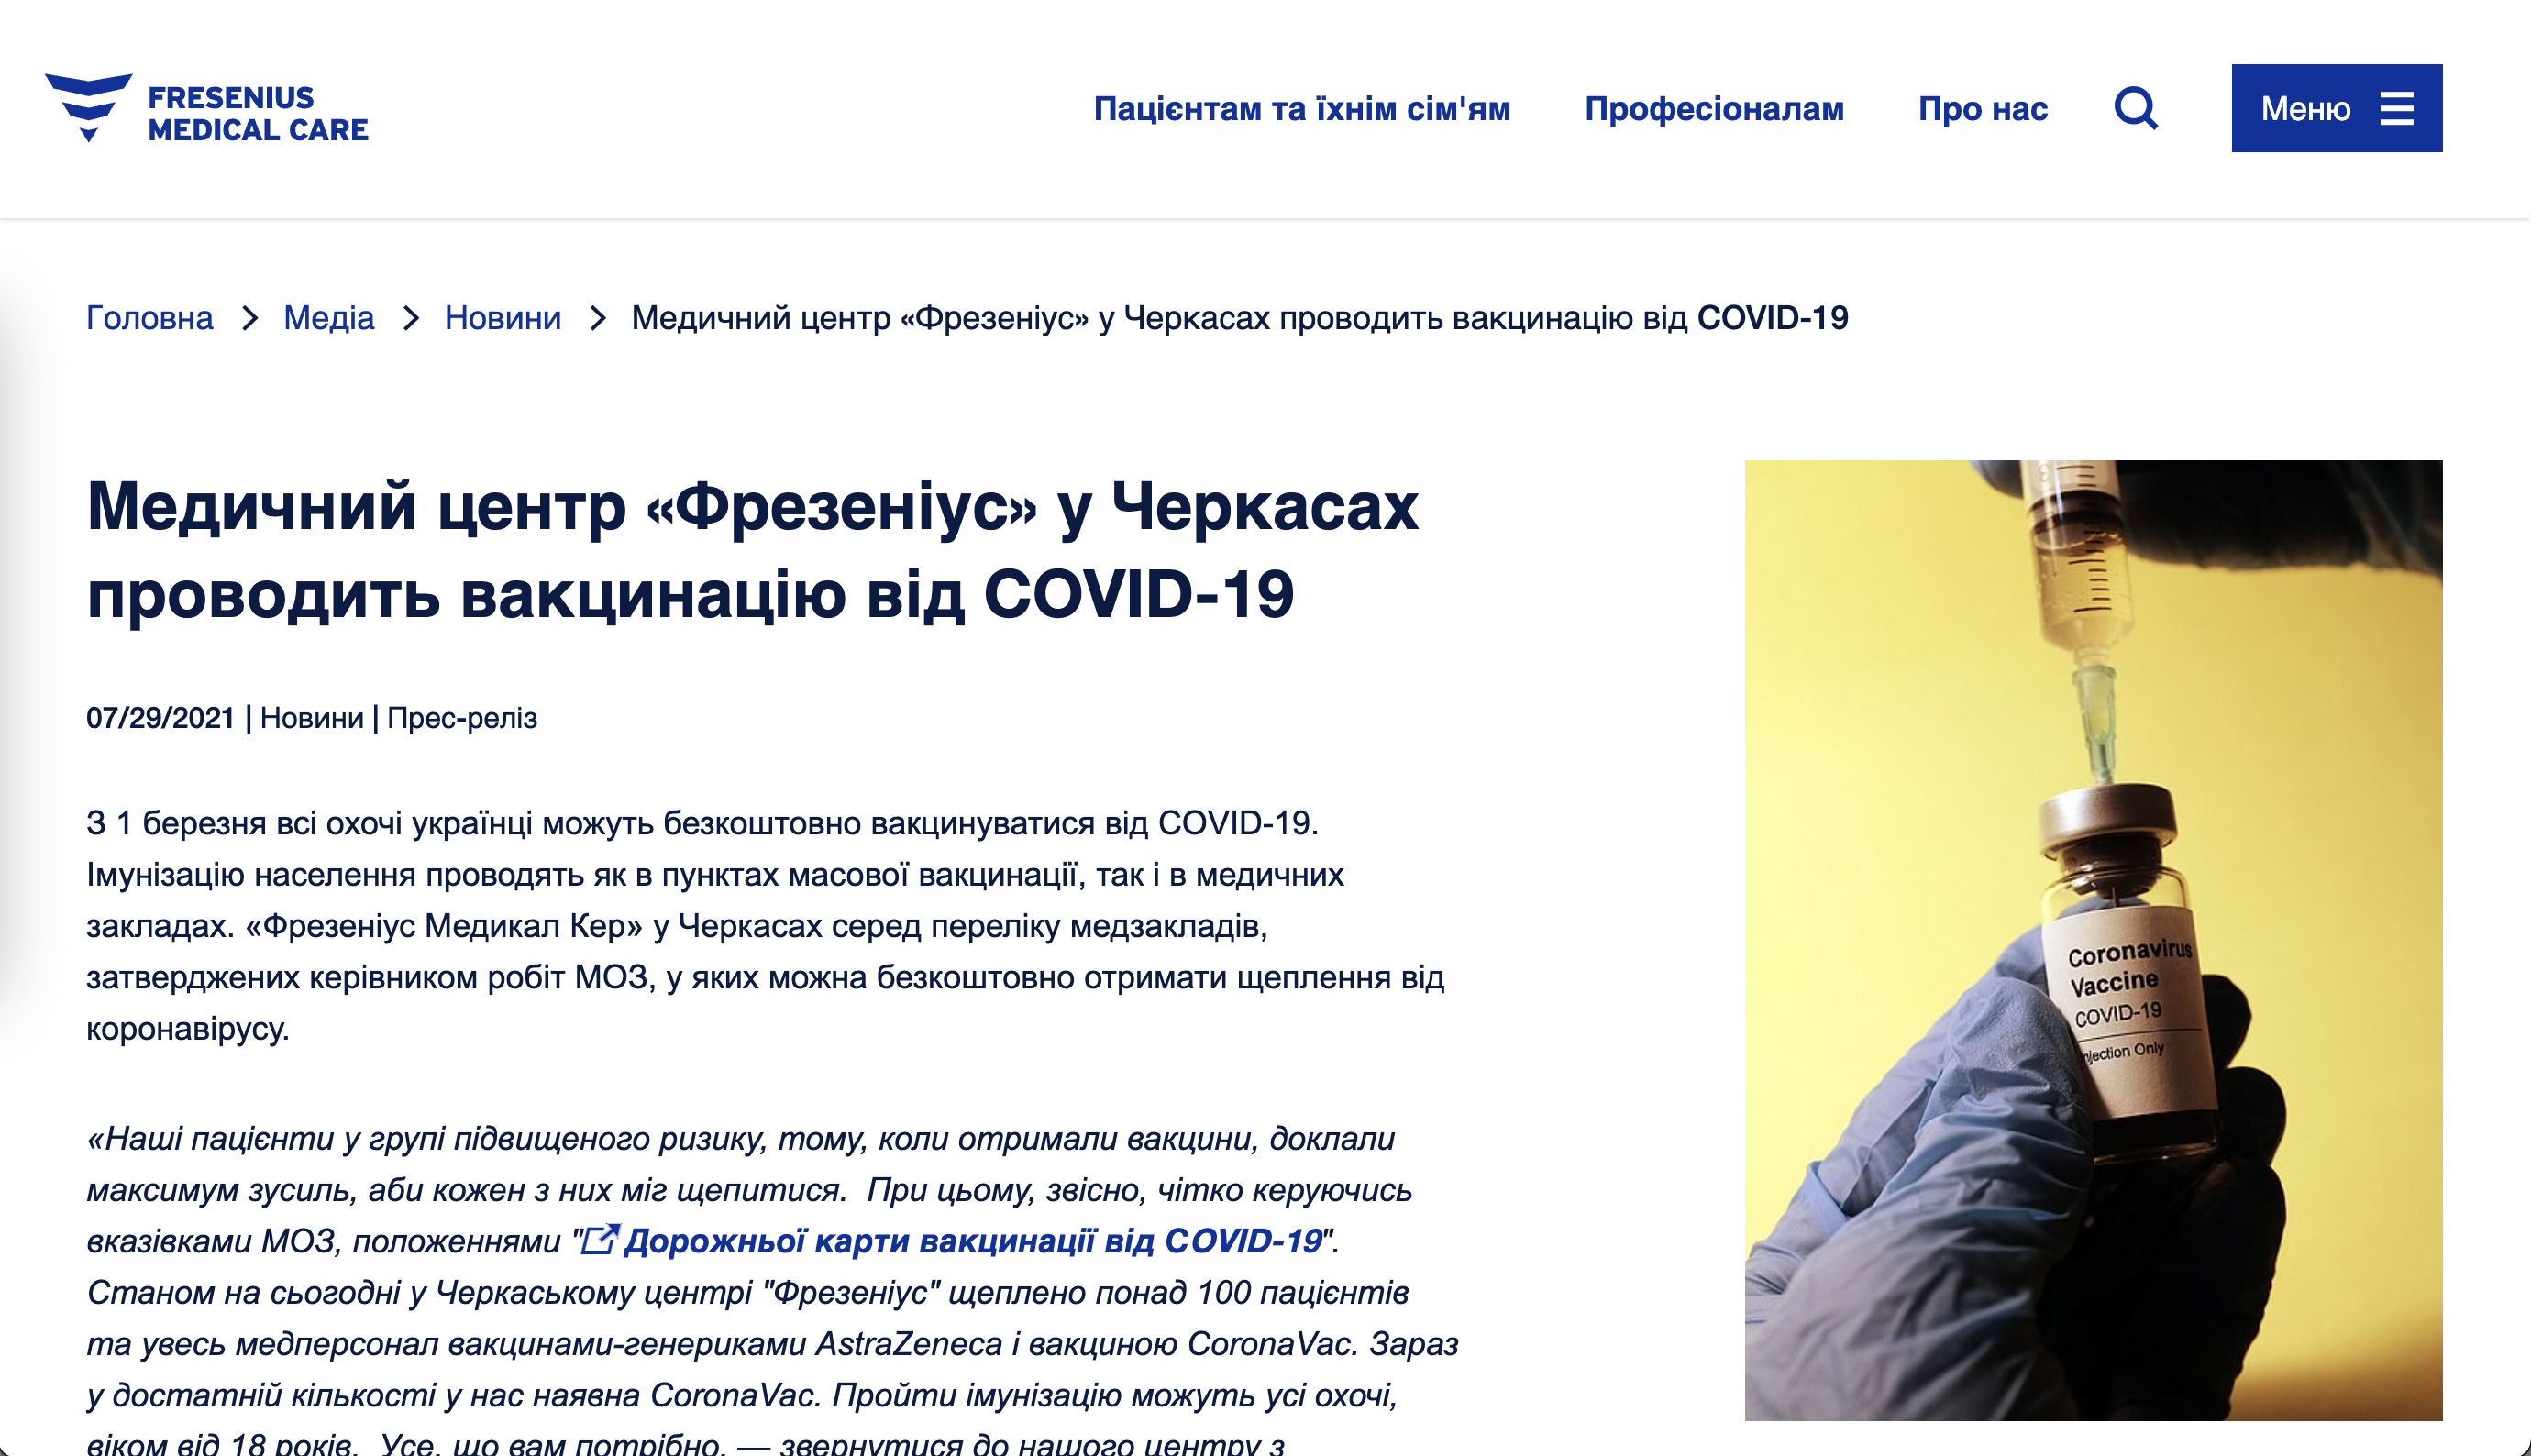 FRESENIUS
MEDICAL CARE
Пацієнтам та їхнім сім'ям
Професіоналам
Про нас
Меню
Головна > Медіа > Новини > Медичний центр «Фрезеніус» у Черкасах проводить вакцинацію від COVID-19
Медичний центр «Фрезеніус» у Черкасах
проводить вакцинацію від COVID-19
07/29/2021 | Новини | Прес-реліз
З 1 березня всі охочі українці можуть безкоштовно вакцинуватися від COVID-19.
Імунізацію населення проводять як в пунктах масової вакцинації, так і в медичних
закладах. «Фрезеніус Медикал Кер» у Черкасах серед переліку медзакладів,
затверджених керівником робіт МОЗ, у яких можна безкоштовно отримати щеплення від
коронавірусу.
«Наші пацієнти у групі підвищеного ризику, тому, коли отримали вакцини, доклали
максимум зусиль, аби кожен з них міг щепитися.  При цьому, звісно, чітко керуючись
вказівками МОЗ, положеннями "Дорожньої карти вакцинації від COVID-19".
Станом на сьогодні у Черкаському центрі "Фрезеніус" щеплено понад 100 пацієнтів
та увесь медперсонал вакцинами-генериками AstraZeneca і вакциною CoronaVac. Зараз
у достатній кількості у нас наявна CoronaVac. Пройти імунізацію можуть усі охочі,
віком від 18 років.  Усе, що вам потрібно, — звернутися до нашого центру з
Coronavirus
Vaccine
COVID-19
njection Only